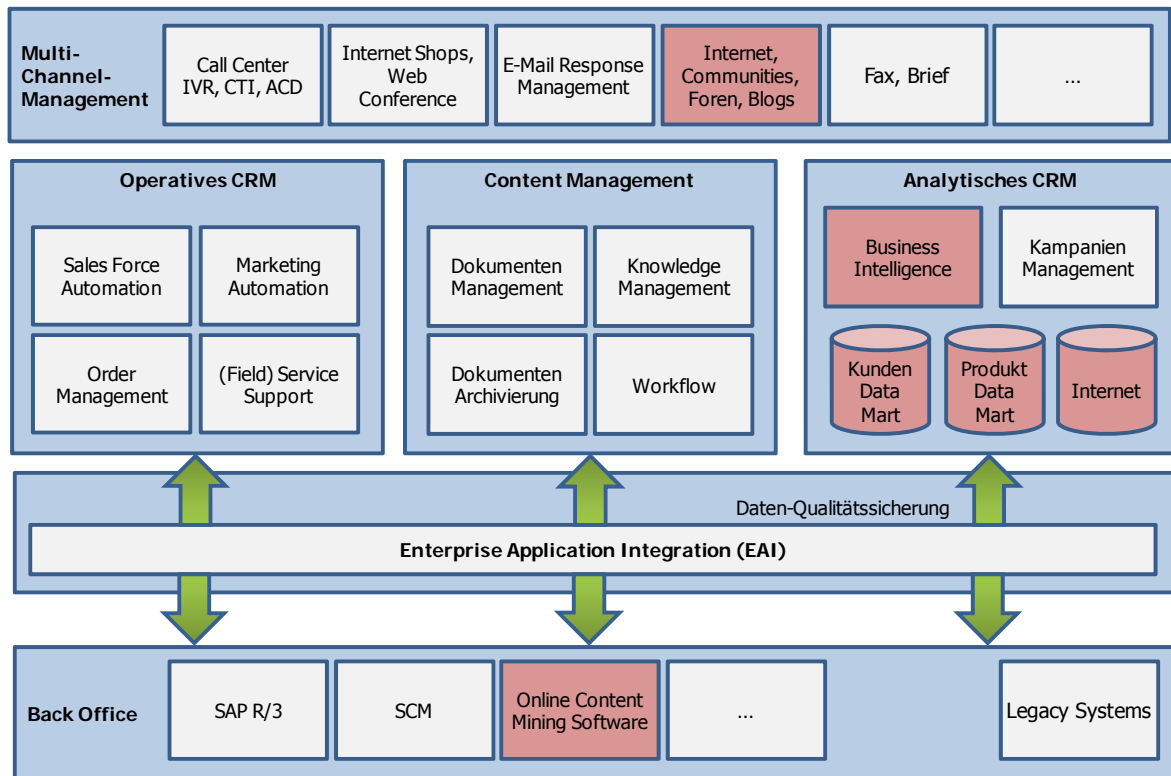 Multi-
Channel-
Management
Call Center
IVR, CTI, ACD
Internet Shops,
Web
Conference
E-Mail Response
Management
Internet,
Communities,
Foren, Blogs
Fax, Brief
...
Operatives CRM
Sales Force
Automation
Marketing
Automation
Order
Management
(Field) Service
Support
Content Management
Dokumenten
Management
Knowledge
Management
Dokumenten
Archivierung
Workflow
Analytisches CRM
Business
Intelligence
Kampanien
Management
Kunden
Data
Mart
Produkt
Data
Mart
Internet
Daten-Qualitätssicherung
Enterprise Application Integration (EAI)
Back Office
SAP R/3
SCM
Online Content
Mining Software
...
Legacy Systems